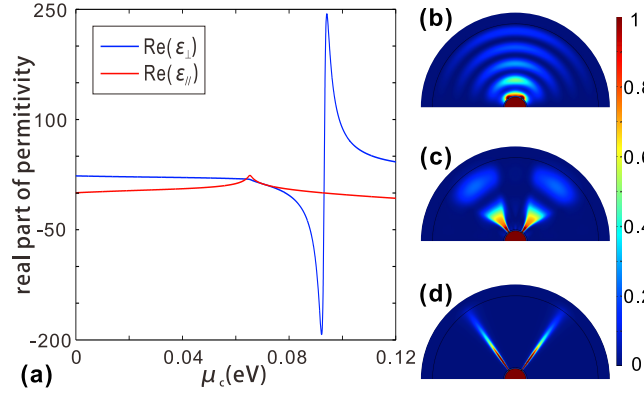 250
100
-50
-200
real part of permitivity
Re(ε⊥)
Re(ε//)
0
0.04
0.08
0.12
μc(eV)
(a)
(b)
(c)
(d)
1
0.8
0.6
0.4
0.2
0